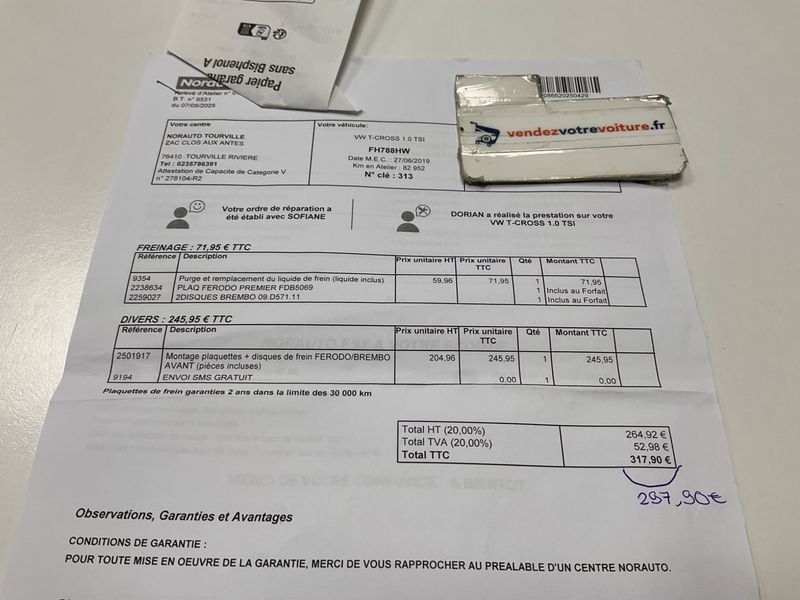 Papier garanti
sans Bisphénol A
Relevé d'Atelier n°
B.T. n° 6531
du 07/05/2025
086620250429
vendezvotrevoiture.fr
Votre centre
NORAUTO TOURVILLE
ZAC CLOS AUX ANTES
76410 TOURVILLE RIVIERE
Tel : 0235786391
Attestation de Capacite de Categorie V
n° 278104-R2
Votre véhicule:
VW T-CROSS 1.0 TSI
FH788HW
Date M.E.C. : 27/06/2019
Km en Atelier : 82 952
N° clé : 313
Votre ordre de réparation a
été établi avec SOFIANE
DORIAN a réalisé la prestation sur votre
VW T-CROSS 1.0 TSI
FREINAGE : 71,95 € TTC
Référence Description Prix unitaire HT Prix unitaire TTC Qté Montant TTC
9354 Purge et remplacement du liquide de frein (liquide inclus) 59,96 71,95 1 71,95
2238634 PLAQ FERODO PREMIER FDB5069 1 Inclus au Forfait
2259027 2DISQUES BREMBO 09.D571.11 1 Inclus au Forfait
DIVERS : 245,95 € TTC
Référence Description Prix unitaire HT Prix unitaire TTC Qté Montant TTC
2501917 Montage plaquettes + disques de frein FERODO/BREMBO 204,96 245,95 1 245,95
AVANT (pièces incluses)
9194 ENVOI SMS GRATUIT 0,00 1 0,00
Plaquettes de frein garanties 2 ans dans la limite des 30 000 km
Total HT (20,00%) 264,92 €
Total TVA (20,00%) 52,98 €
Total TTC 317,90 €
297,90€
Observations, Garanties et Avantages
CONDITIONS DE GARANTIE :
POUR TOUTE MISE EN OEUVRE DE LA GARANTIE, MERCI DE VOUS RAPPROCHER AU PREALABLE D'UN CENTRE NORAUTO.